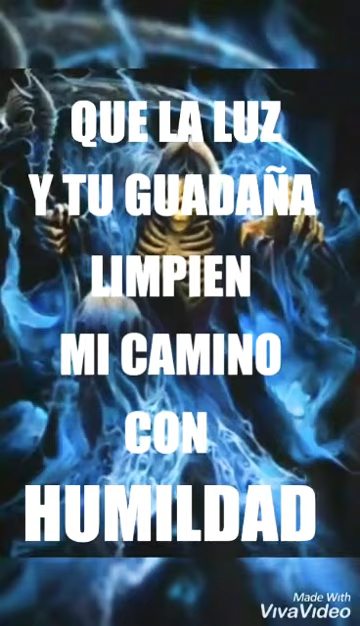 QUE LA LUZ
Y TU GUADAÑA
LIMPIEN
MI CAMINO
CON
HUMILDAD
Made With
VivaVideo